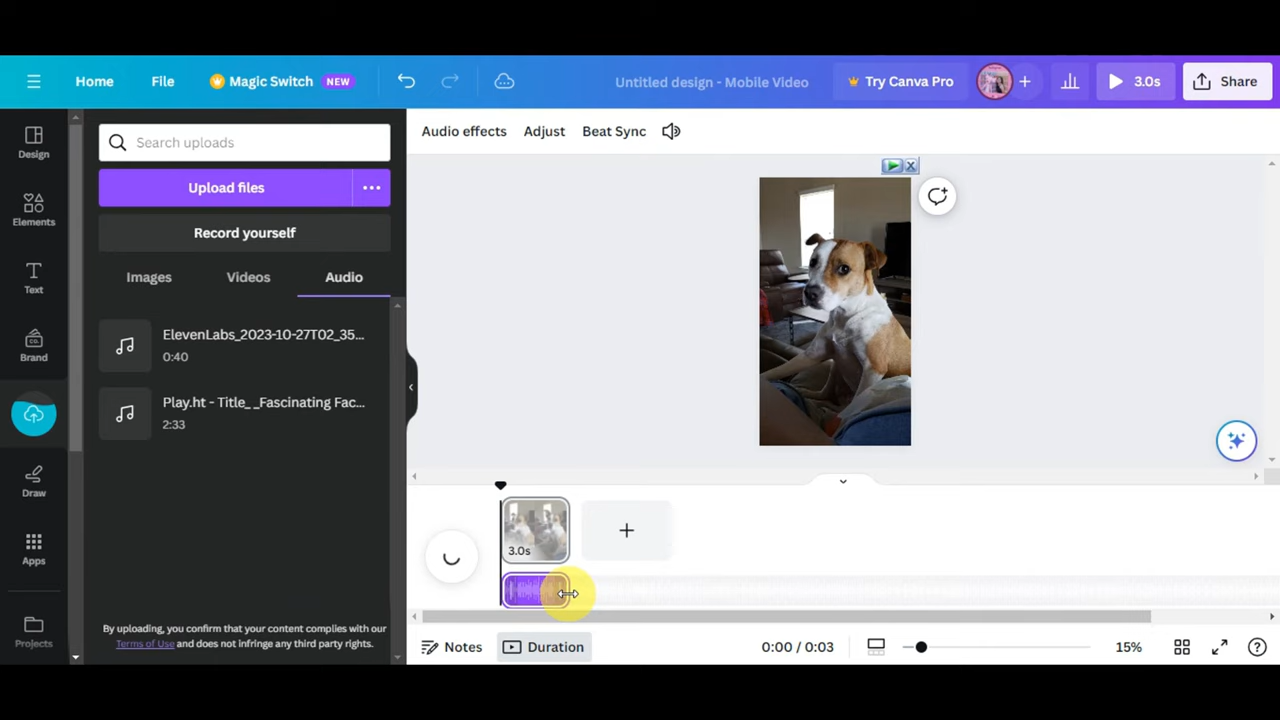 Home File Magic Switch NEW Untitled design - Mobile Video Try Canva Pro 3.0s Share
Design
Elements
Text
Brand
Draw
Apps
Projects
Search uploads
Upload files
Record yourself
Images Videos Audio
ElevenLabs_2023-10-27T02_35...
0:40
Play.ht - Title_ _Fascinating Fac...
2:33
By uploading, you confirm that your content complies with our
Terms of Use and does not infringe any third party rights.
Audio effects Adjust Beat Sync
3.0s
Notes Duration 0:00 / 0:03 15%